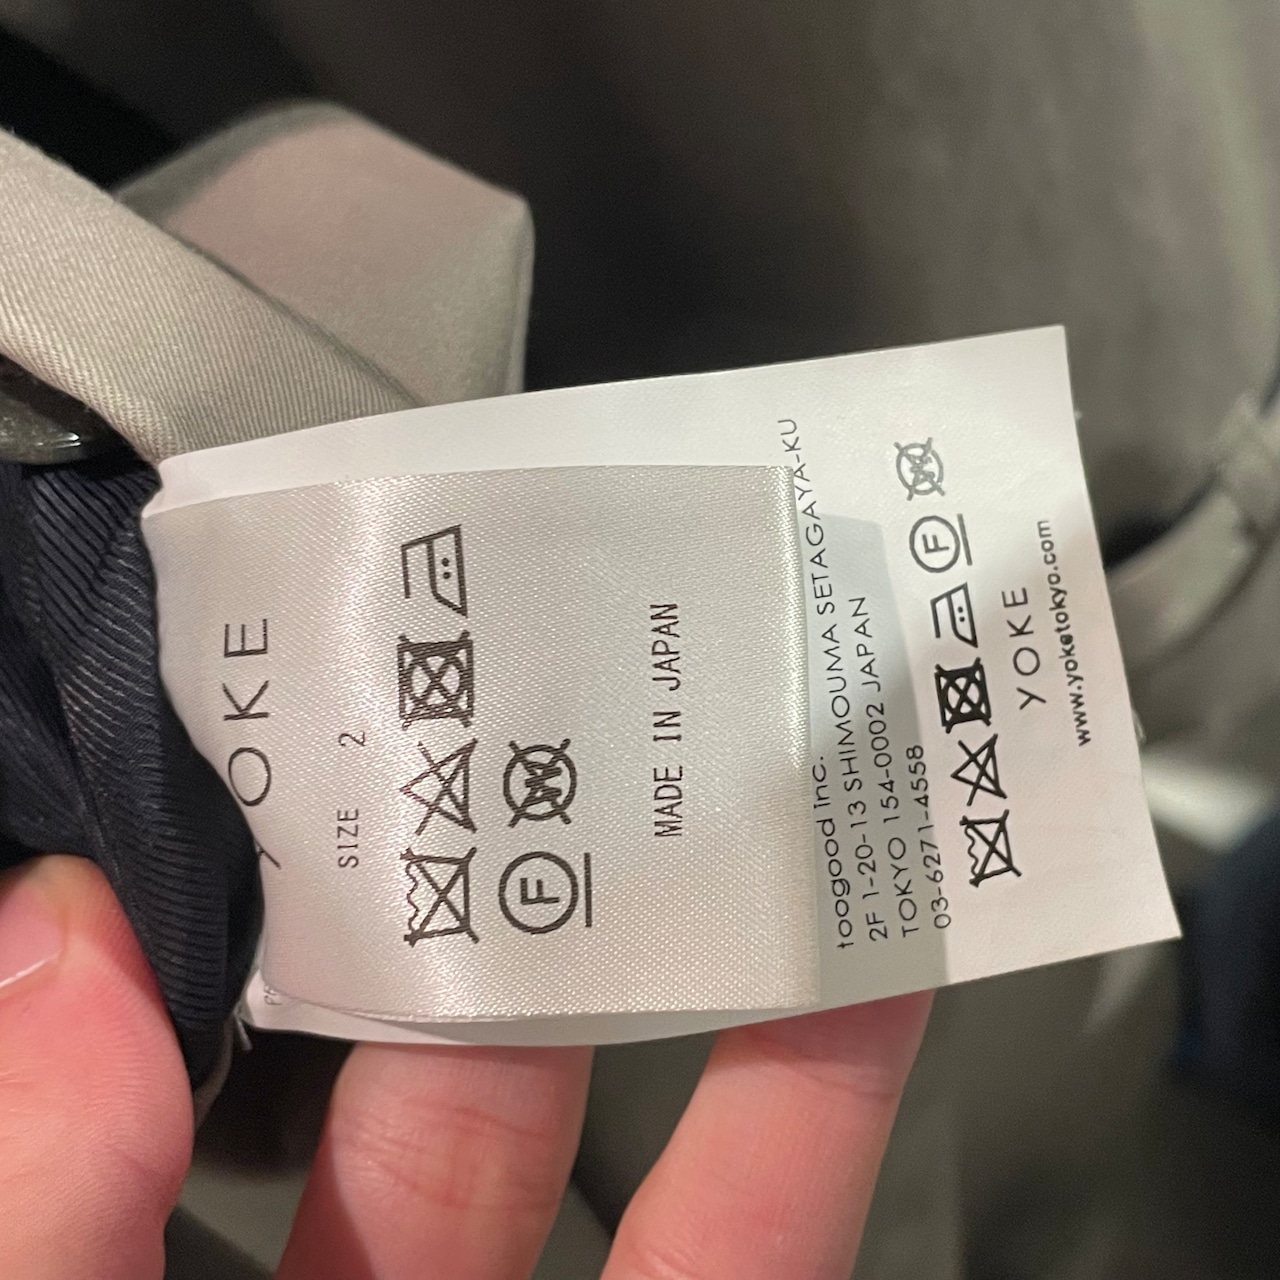 YOKE
SIZE 2
F W
MADE IN JAPAN
toogood inc.
2F 1-20-13 SHIMOUMA SETAGAYA-KU
TOKYO 154-0002 JAPAN
03-6271-4558
F W
YOKE
www.yoketokyo.com